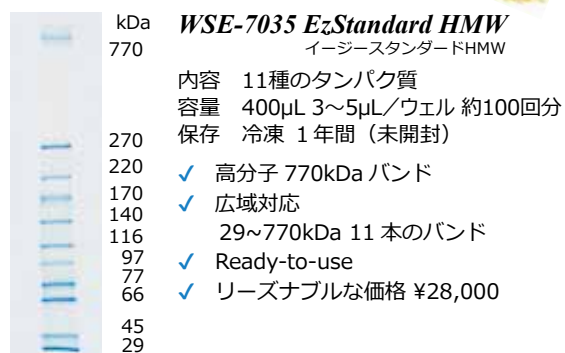 kDa
770
270
220
170
140
116
97
77
66
45
29
WSE-7035 EzStandard HMW
イージースタンダードHMW
内容 11種のタンパク質
容量 400μL 3～5μL／ウェル 約100回分
保存 冷凍 1年間（未開封）
✓ 高分子 770kDa バンド
✓ 広域対応
29~770kDa 11 本のバンド
✓ Ready-to-use
✓ リーズナブルな価格 ¥28,000